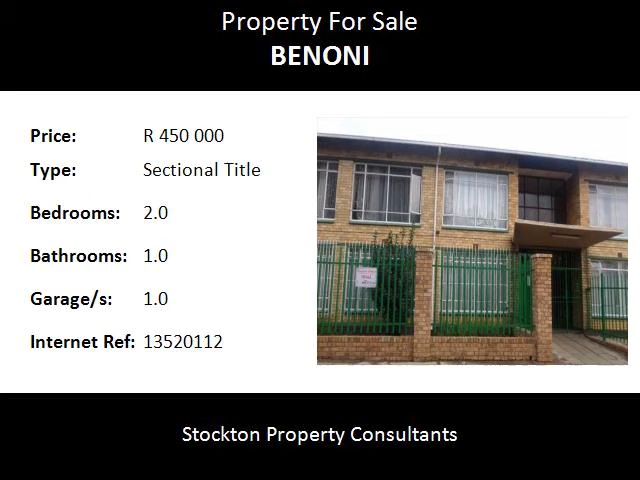 Property For Sale
BENONI
Price: R 450 000
Type: Sectional Title
Bedrooms: 2.0
Bathrooms: 1.0
Garage/s: 1.0
Internet Ref: 13520112
Stockton Property Consultants